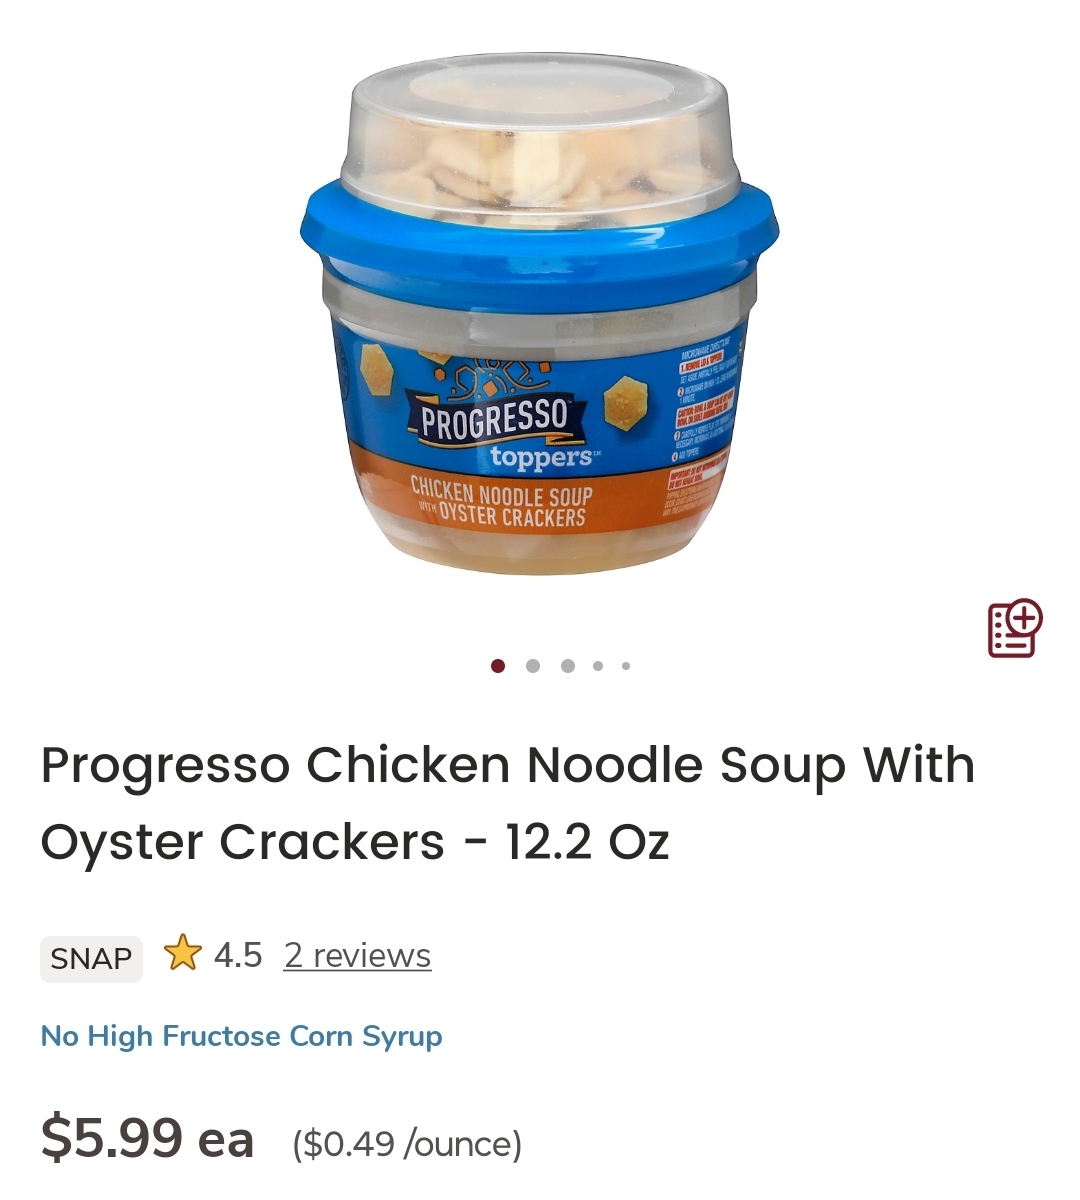 PROGRESSO
toppers™
CHICKEN NOODLE SOUP
WITH OYSTER CRACKERS
MICROWAVE DIRECTIONS
1. REMOVE LID & TOPPERS.
Progresso Chicken Noodle Soup With
Oyster Crackers - 12.2 Oz
SNAP 4.5 2 reviews
No High Fructose Corn Syrup
$5.99 ea ($0.49 /ounce)